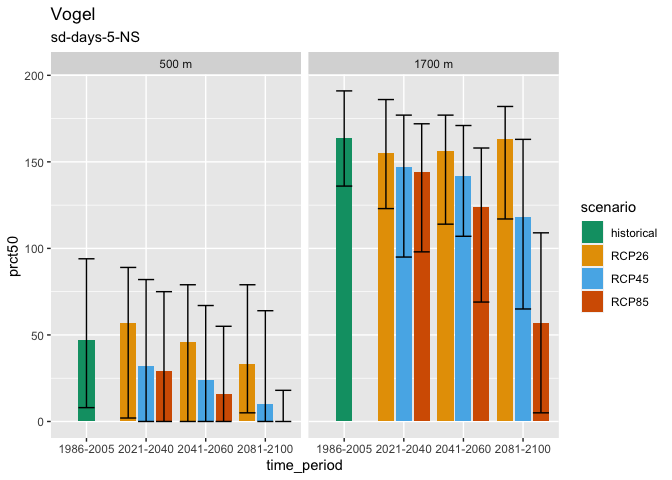 Vogel
sd-days-5-NS
500 m
1700 m
200
150
100
50
0
prct50
1986-2005 2021-2040 2041-2060 2081-2100
1986-2005 2021-2040 2041-2060 2081-2100
time_period
scenario
historical
RCP26
RCP45
RCP85